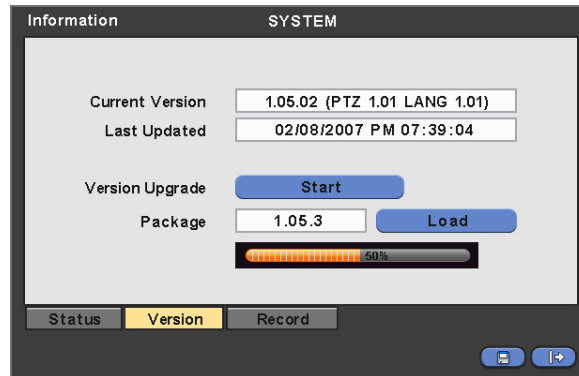 Information SYSTEM
Current Version 1.05.02 (PTZ 1.01 LANG 1.01)
Last Updated 02/08/2007 PM 07:39:04
Version Upgrade Start
Package 1.05.3 Load
50%
Status Version Record